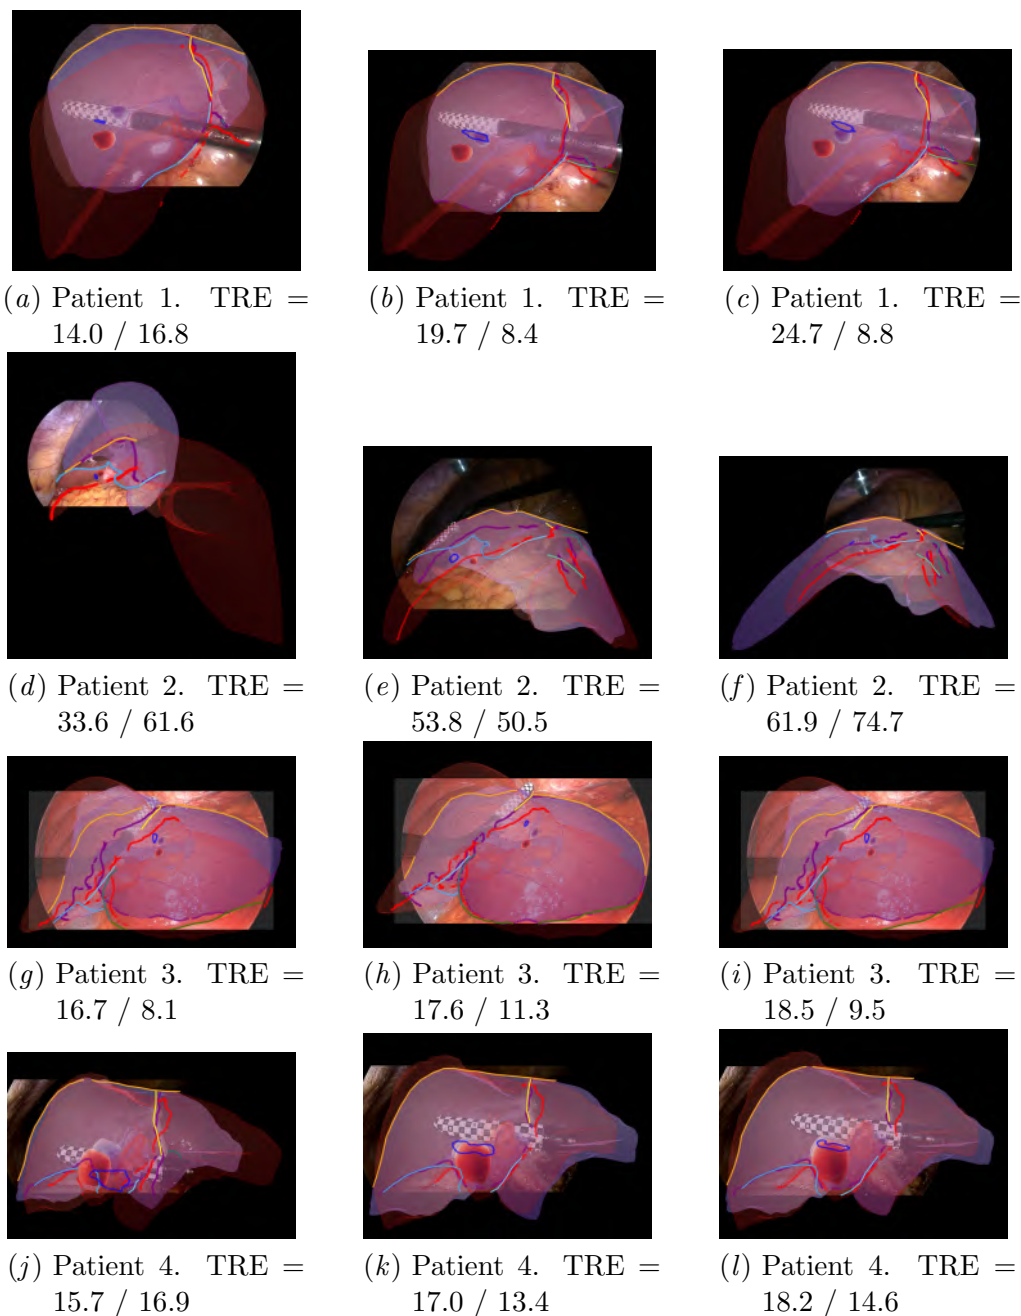 (a) Patient 1. TRE =
14.0 / 16.8
(b) Patient 1. TRE =
19.7 / 8.4
(c) Patient 1. TRE =
24.7 / 8.8
(d) Patient 2. TRE =
33.6 / 61.6
(e) Patient 2. TRE =
53.8 / 50.5
(f) Patient 2. TRE =
61.9 / 74.7
(g) Patient 3. TRE =
16.7 / 8.1
(h) Patient 3. TRE =
17.6 / 11.3
(i) Patient 3. TRE =
18.5 / 9.5
(j) Patient 4. TRE =
15.7 / 16.9
(k) Patient 4. TRE =
17.0 / 13.4
(l) Patient 4. TRE =
18.2 / 14.6